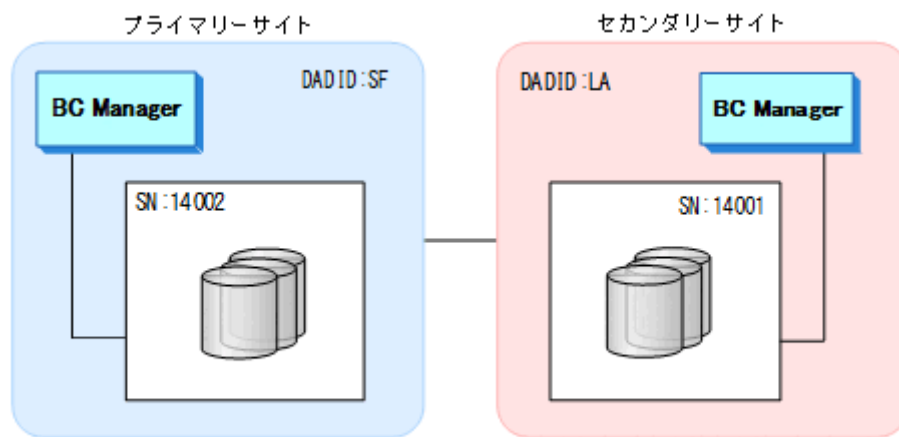 プライマリーサイト
セカンダリーサイト
DADID:SF
BC Manager
SN:14002
DADID:LA
BC Manager
SN:14001